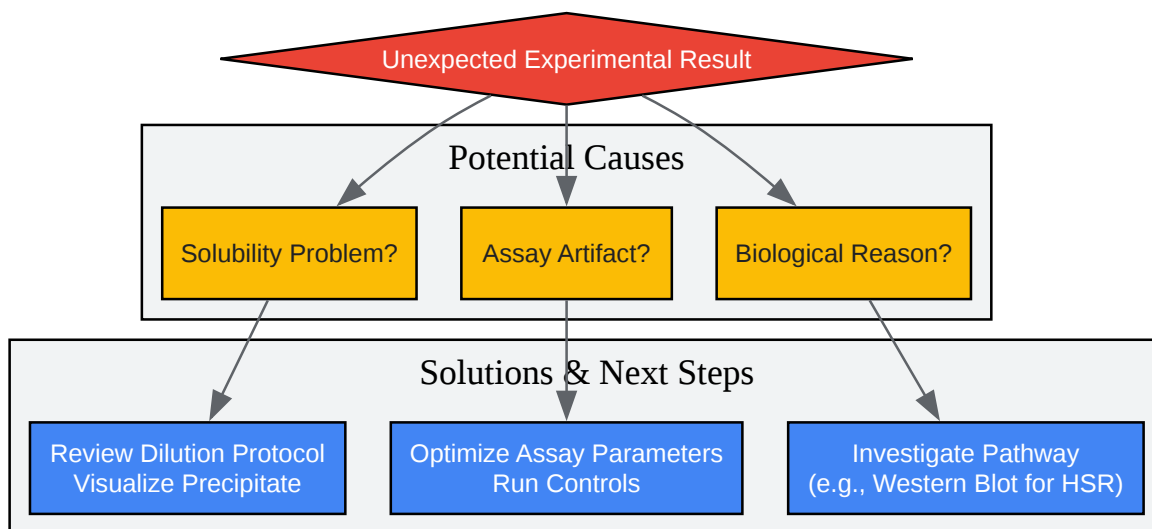 Unexpected Experimental Result
Potential Causes
Solubility Problem?
Assay Artifact?
Biological Reason?
Solutions & Next Steps
Review Dilution Protocol
Visualize Precipitate
Optimize Assay Parameters
Run Controls
Investigate Pathway
(e.g., Western Blot for HSR)